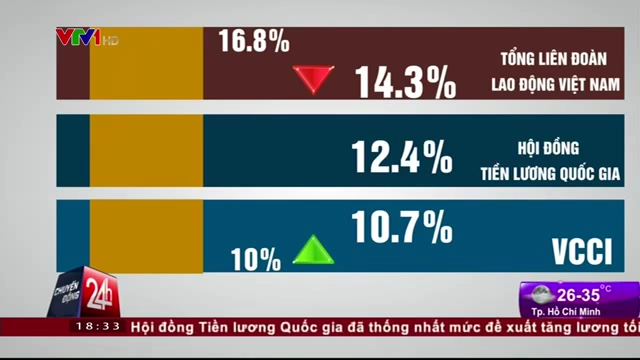 VTV1 HD
16.8%
14.3%
TỔNG LIÊN ĐOÀN
LAO ĐỘNG VIỆT NAM
12.4%
HỘI ĐỒNG
TIỀN LƯƠNG QUỐC GIA
10.7%
10%
VCCI
CHUYỂN ĐỘNG
24h
26-35°C
Tp. Hồ Chí Minh
18:33 Hội đồng Tiền lương Quốc gia đã thống nhất mức đề xuất tăng lương tối